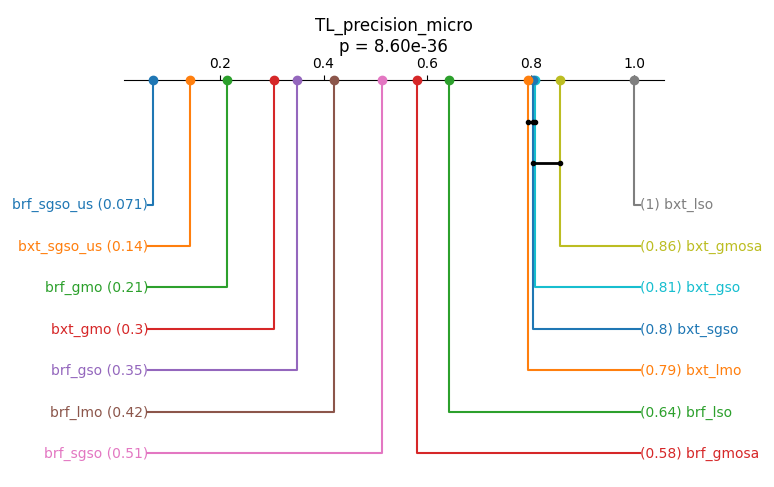 TL_precision_micro
p = 8.60e-36
0.2 0.4 0.6 0.8 1.0
brf_sgso_us (0.071) (1) bxt_lso
bxt_sgso_us (0.14) (0.86) bxt_gmosa
brf_gmo (0.21) (0.81) bxt_gso
bxt_gmo (0.3) (0.8) bxt_sgso
brf_gso (0.35) (0.79) bxt_lmo
brf_lmo (0.42) (0.64) brf_lso
brf_sgso (0.51) (0.58) brf_gmosa